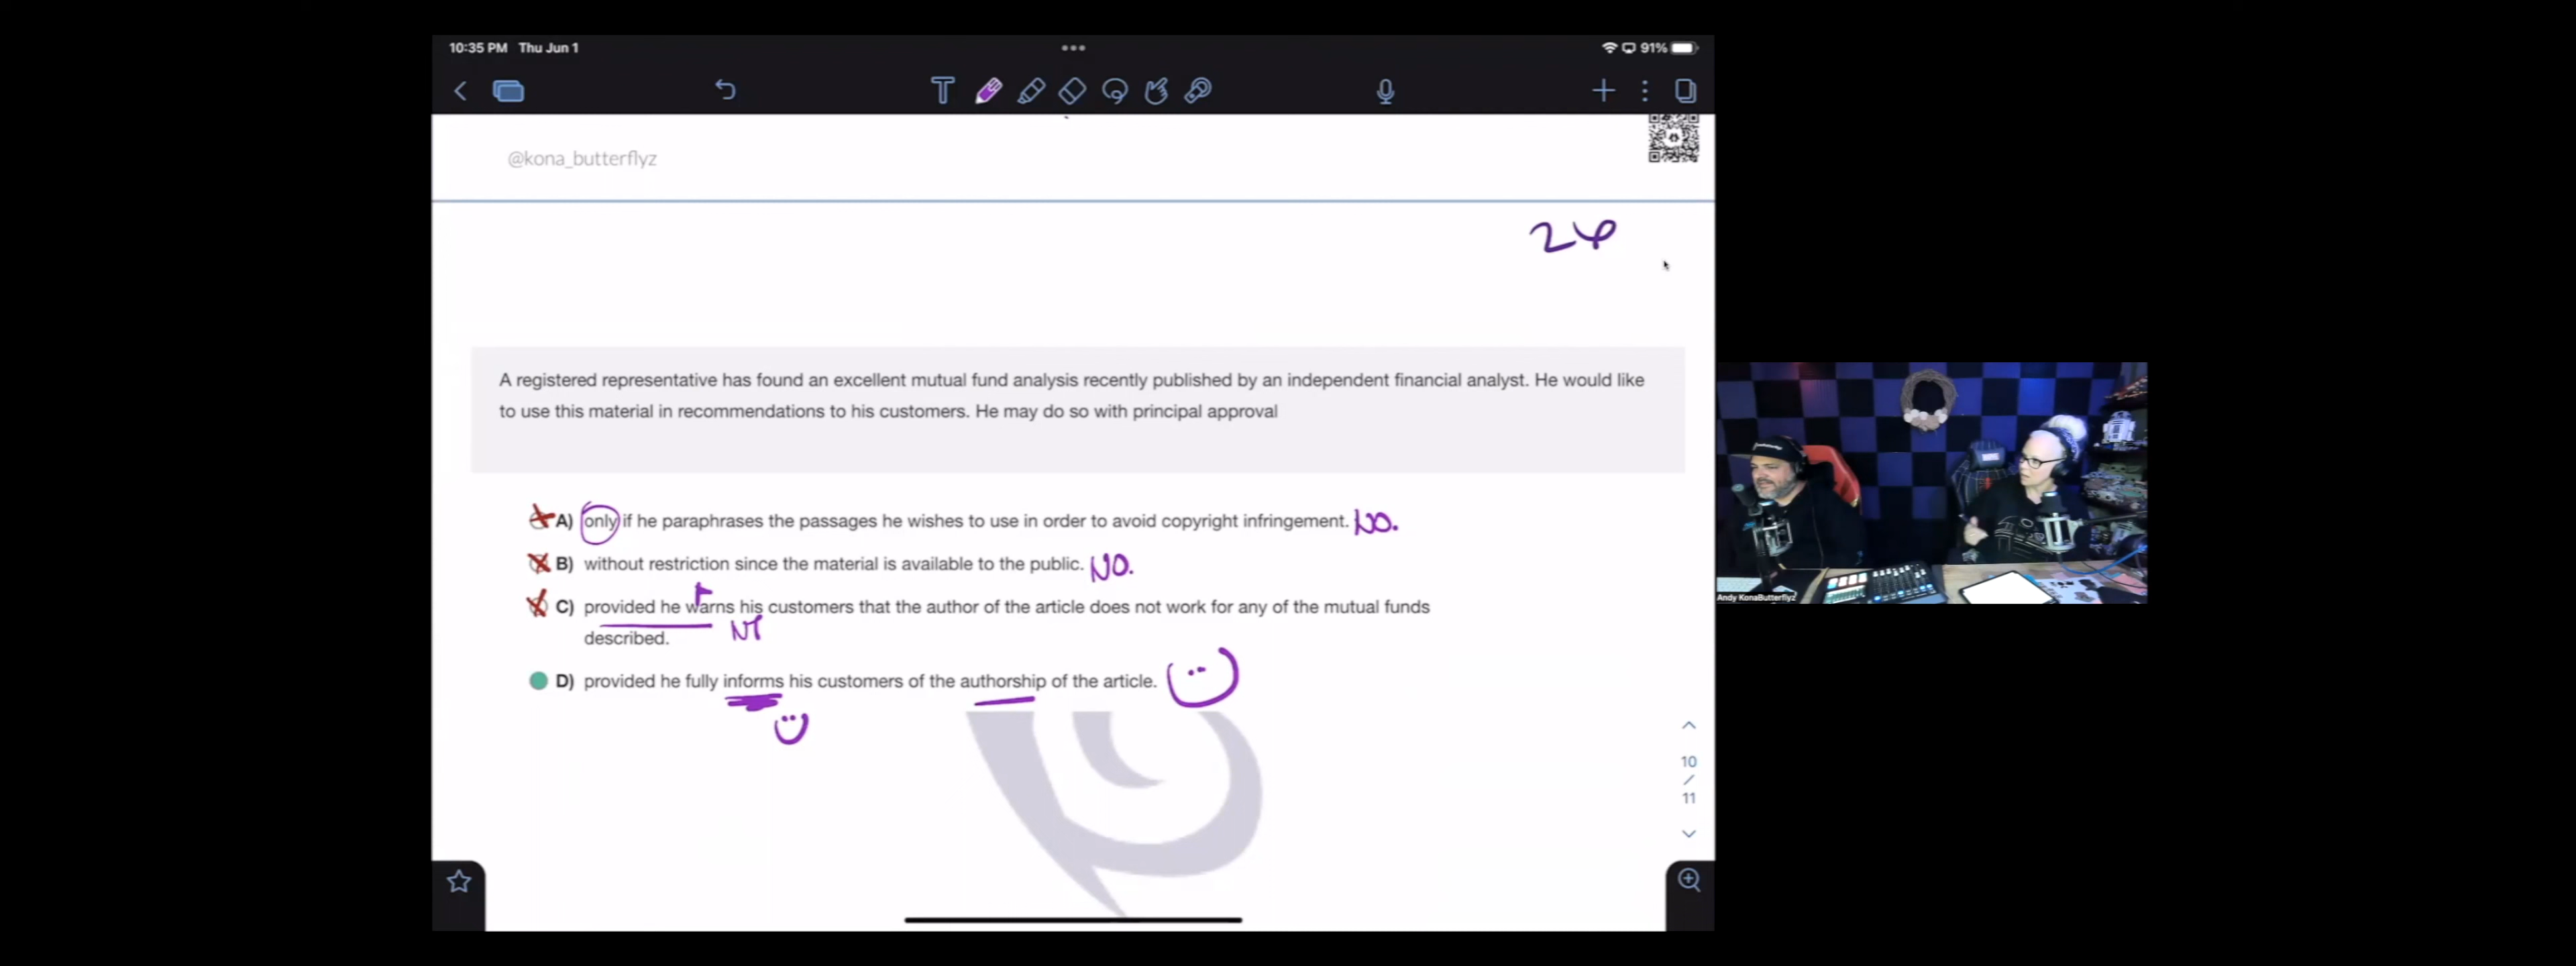 10:35 PM Thu Jun 1
91%
T
@kona_butterflyz
26
A registered representative has found an excellent mutual fund analysis recently published by an independent financial analyst. He would like
to use this material in recommendations to his customers. He may do so with principal approval
A) only if he paraphrases the passages he wishes to use in order to avoid copyright infringement. NO.
B) without restriction since the material is available to the public. NO.
C) provided he warns his customers that the author of the article does not work for any of the mutual funds
described.
D) provided he fully informs his customers of the authorship of the article.
10
/
11
Andy KonaButterflyz